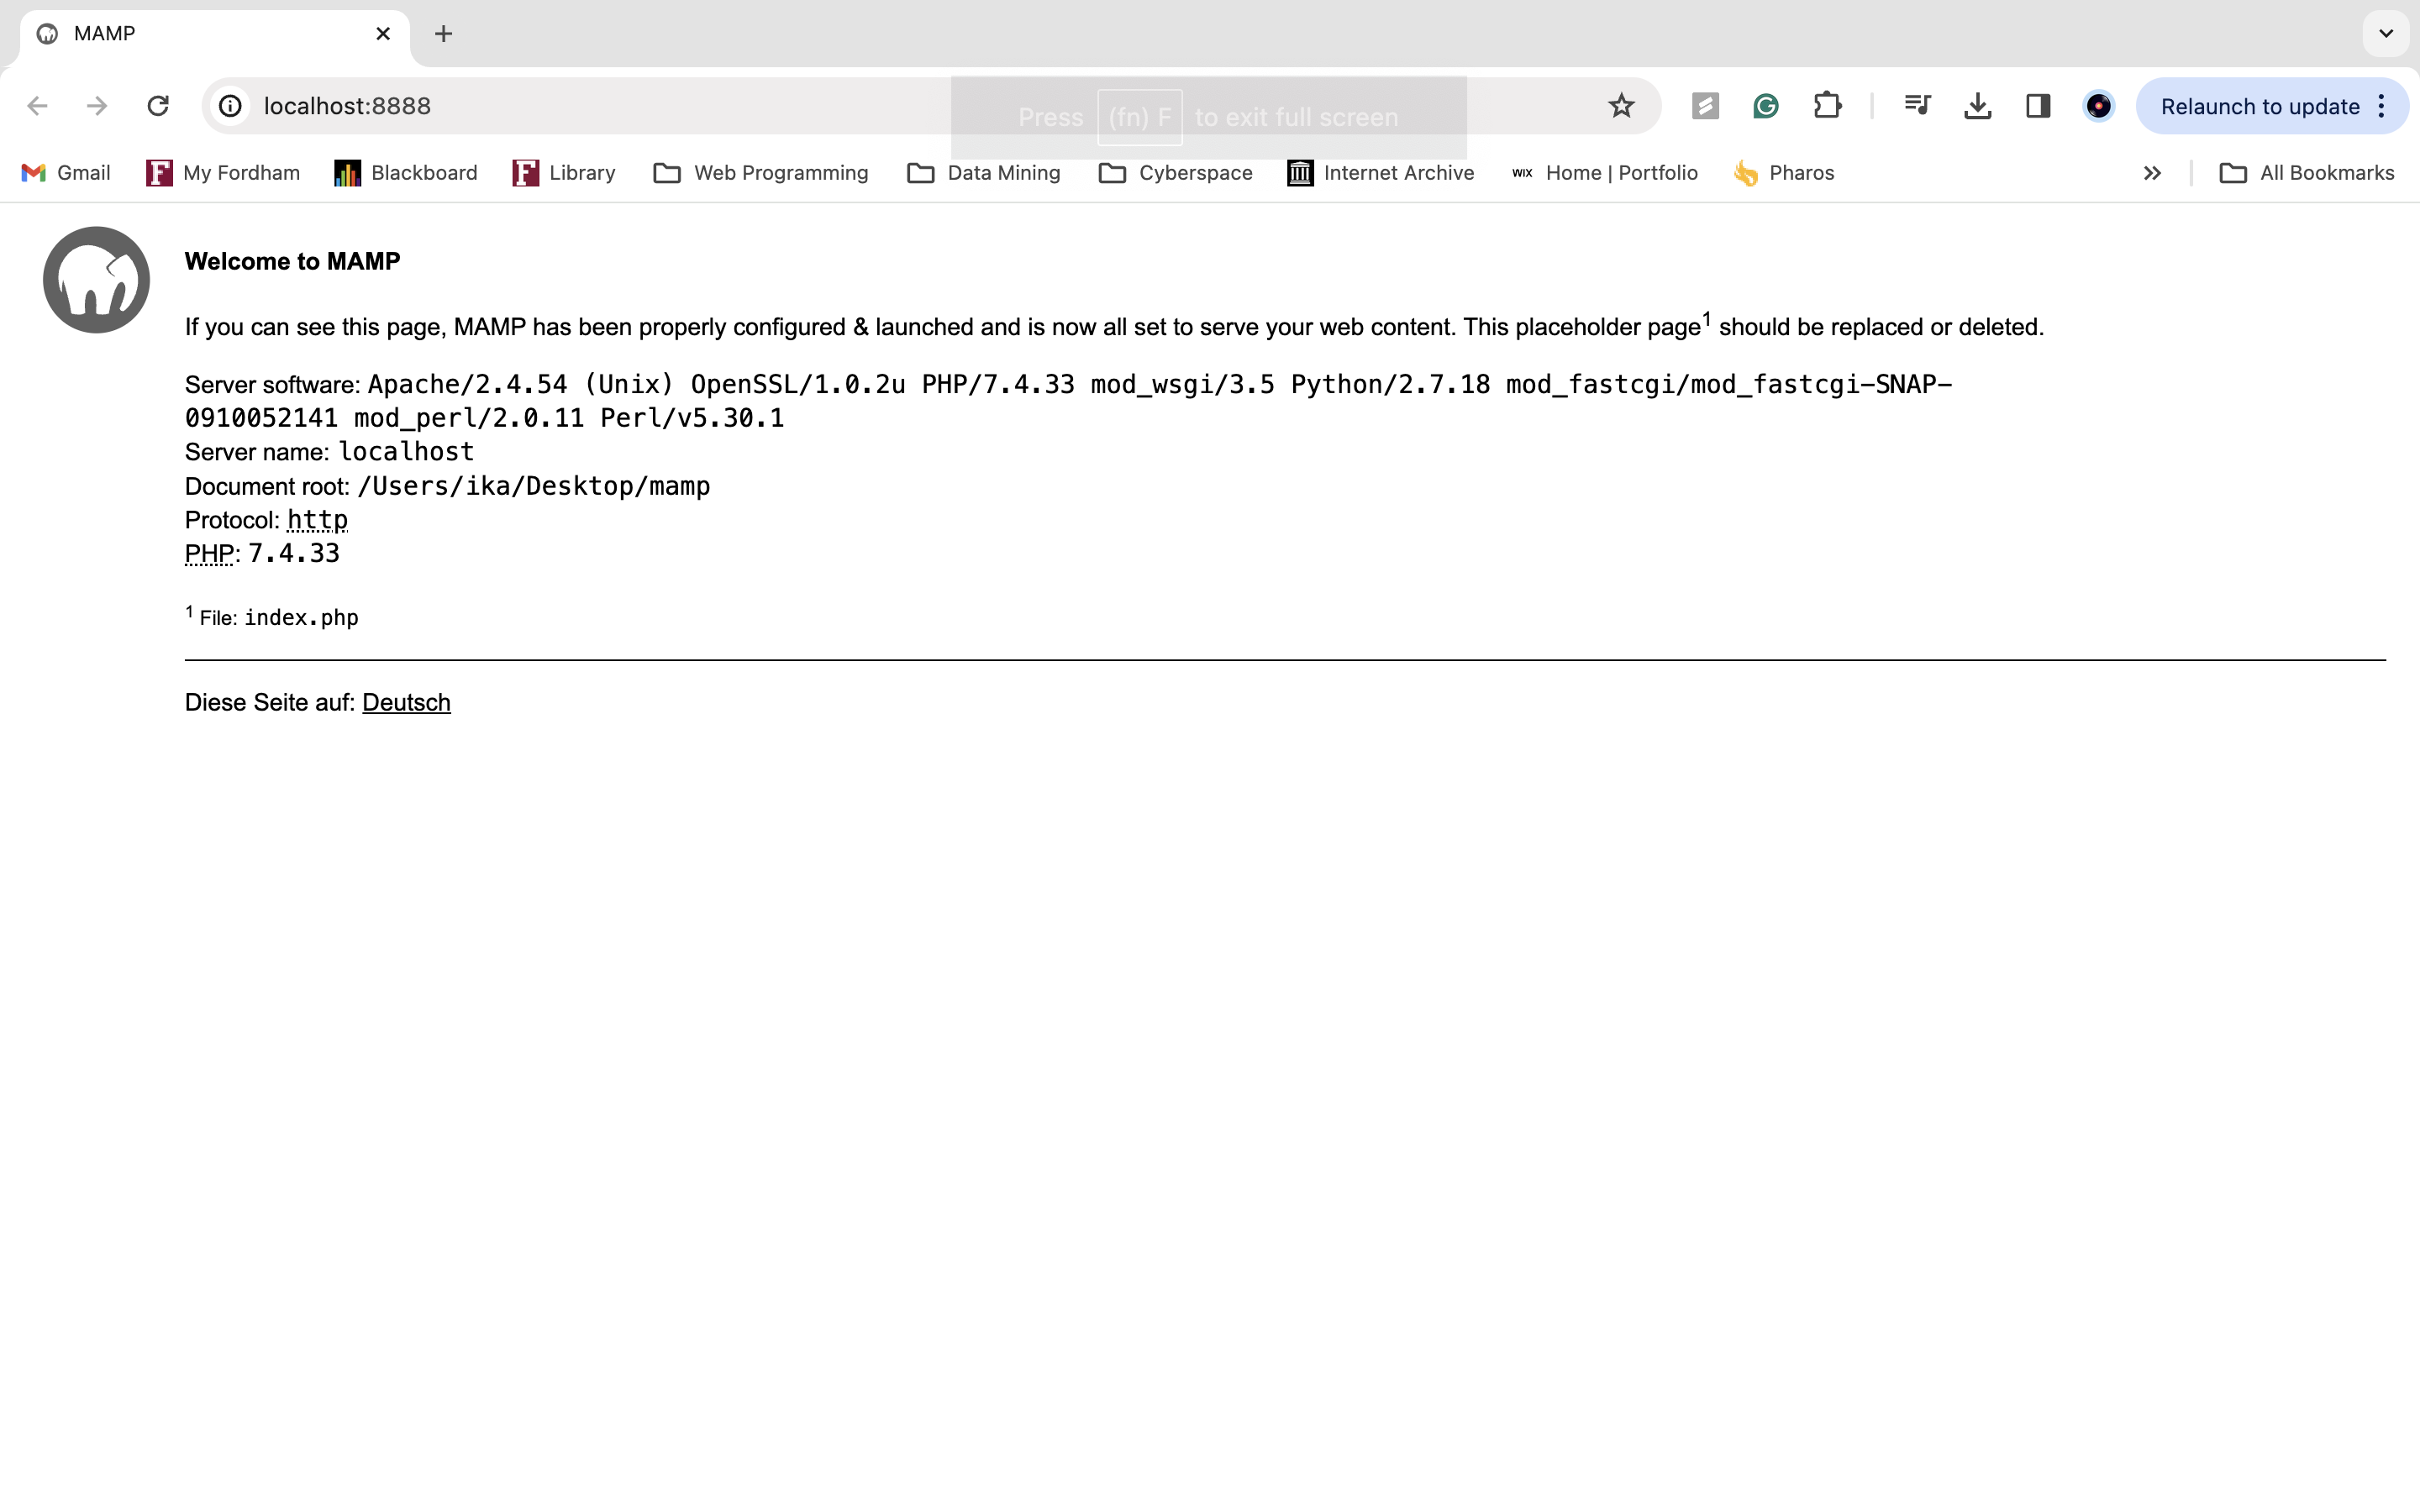 MAMP
localhost:8888
Press (fn) F to exit full screen
Relaunch to update
Gmail My Fordham Blackboard Library Web Programming Data Mining Cyberspace Internet Archive WIX Home | Portfolio Pharos All Bookmarks
Welcome to MAMP
If you can see this page, MAMP has been properly configured & launched and is now all set to serve your web content. This placeholder page¹ should be replaced or deleted.
Server software: Apache/2.4.54 (Unix) OpenSSL/1.0.2u PHP/7.4.33 mod_wsgi/3.5 Python/2.7.18 mod_fastcgi/mod_fastcgi-SNAP-
0910052141 mod_perl/2.0.11 Perl/v5.30.1
Server name: localhost
Document root: /Users/ika/Desktop/mamp
Protocol: http
PHP: 7.4.33
¹ File: index.php
Diese Seite auf: Deutsch